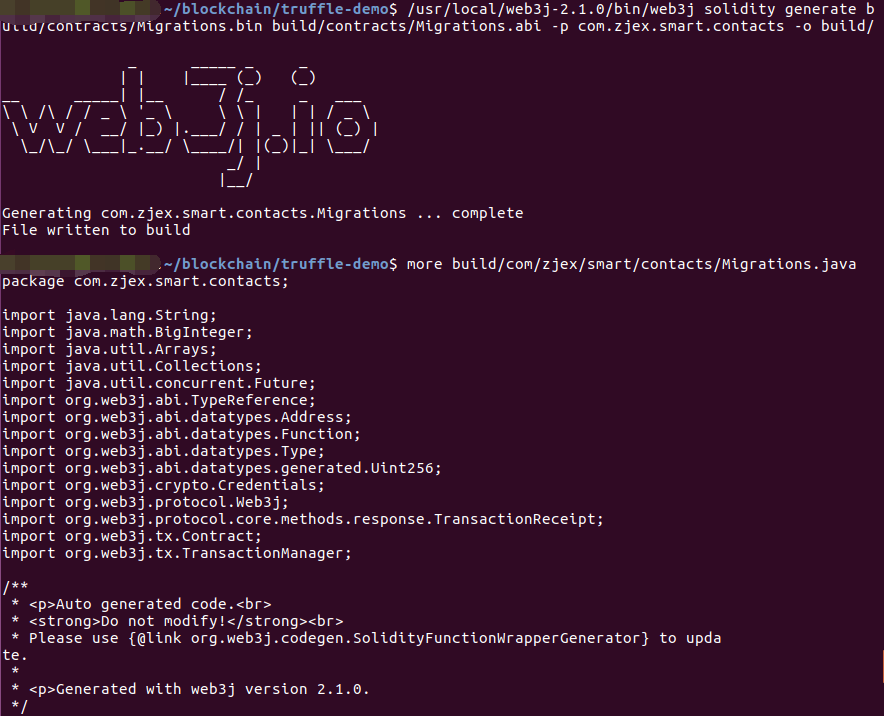 ~/blockchain/truffle-demo$ /usr/local/web3j-2.1.0/bin/web3j solidity generate b
uild/contracts/Migrations.bin build/contracts/Migrations.abi -p com.zjex.smart.contacts -o build/
web3j.io
Generating com.zjex.smart.contacts.Migrations ... complete
File written to build
~/blockchain/truffle-demo$ more build/com/zjex/smart/contacts/Migrations.java
package com.zjex.smart.contacts;
import java.lang.String;
import java.math.BigInteger;
import java.util.Arrays;
import java.util.Collections;
import java.util.concurrent.Future;
import org.web3j.abi.TypeReference;
import org.web3j.abi.datatypes.Address;
import org.web3j.abi.datatypes.Function;
import org.web3j.abi.datatypes.Type;
import org.web3j.abi.datatypes.generated.Uint256;
import org.web3j.crypto.Credentials;
import org.web3j.protocol.Web3j;
import org.web3j.protocol.core.methods.response.TransactionReceipt;
import org.web3j.tx.Contract;
import org.web3j.tx.TransactionManager;
/**
 * <p>Auto generated code.<br>
 * <strong>Do not modify!</strong><br>
 * Please use {@link org.web3j.codegen.SolidityFunctionWrapperGenerator} to upda
te.
 *
 * <p>Generated with web3j version 2.1.0.
 */